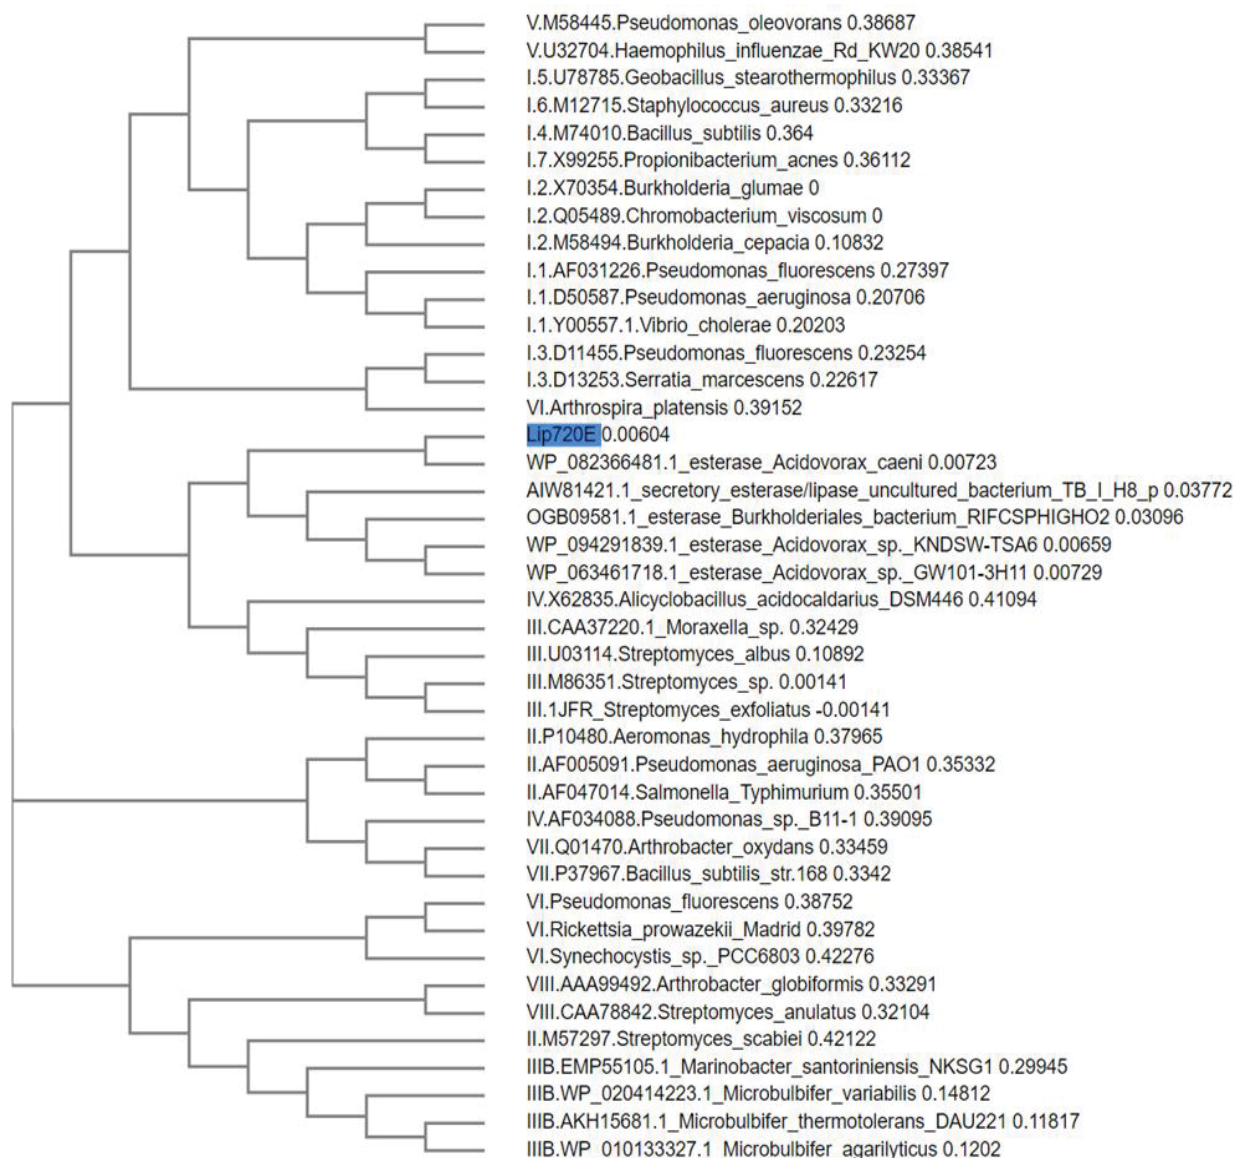 V.M58445.Pseudomonas_oleovorans 0.38687
V.U32704.Haemophilus_influenzae_Rd_KW20 0.38541
I.5.U78785.Geobacillus_stearothermophilus 0.33367
I.6.M12715.Staphylococcus_aureus 0.33216
I.4.M74010.Bacillus_subtilis 0.364
I.7.X99255.Propionibacterium_acnes 0.36112
I.2.X70354.Burkholderia_glumae 0
I.2.Q05489.Chromobacterium_viscosum 0
I.2.M58494.Burkholderia_cepacia 0.10832
I.1.AF031226.Pseudomonas_fluorescens 0.27397
I.1.D50587.Pseudomonas_aeruginosa 0.20706
I.1.Y00557.1.Vibrio_cholerae 0.20203
I.3.D11455.Pseudomonas_fluorescens 0.23254
I.3.D13253.Serratia_marcescens 0.22617
VI.Arthrospira_platensis 0.39152
Lip720E 0.00604
WP_082366481.1_esterase_Acidovorax_caeni 0.00723
AIW81421.1_secretory_esterase/lipase_uncultured_bacterium_TB_I_H8_p 0.03772
OGB09581.1_esterase_Burkholderiales_bacterium_RIFCSPHIGHO2 0.03096
WP_094291839.1_esterase_Acidovorax_sp._KNDSW-TSA6 0.00659
WP_063461718.1_esterase_Acidovorax_sp._GW101-3H11 0.00729
IV.X62835.Alicyclobacillus_acidocaldarius_DSM446 0.41094
III.CAA37220.1_Moraxella_sp. 0.32429
III.U03114.Streptomyces_albus 0.10892
III.M86351.Streptomyces_sp. 0.00141
III.1JFR_Streptomyces_exfoliatus -0.00141
II.P10480.Aeromonas_hydrophila 0.37965
II.AF005091.Pseudomonas_aeruginosa_PAO1 0.35332
II.AF047014.Salmonella_Typhimurium 0.35501
IV.AF034088.Pseudomonas_sp._B11-1 0.39095
VII.Q01470.Arthrobacter_oxydans 0.33459
VII.P37967.Bacillus_subtilis_str.168 0.3342
VI.Pseudomonas_fluorescens 0.38752
VI.Rickettsia_prowazekii_Madrid 0.39782
VI.Synechocystis_sp._PCC6803 0.42276
VIII.AAA99492.Arthrobacter_globiformis 0.33291
VIII.CAA78842.Streptomyces_anulatus 0.32104
II.M57297.Streptomyces_scabiei 0.42122
IIIB.EMP55105.1_Marinobacter_santoriniensis_NKSG1 0.29945
IIIB.WP_020414223.1_Microbulbifer_variabilis 0.14812
IIIB.AKH15681.1_Microbulbifer_thermotolerans_DAU221 0.11817
IIIB.WP_010133327.1_Microbulbifer_agarilyticus 0.1202